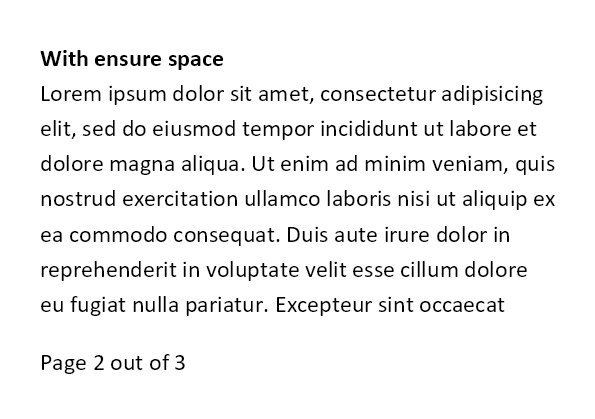 With ensure space
Lorem ipsum dolor sit amet, consectetur adipisicing
elit, sed do eiusmod tempor incididunt ut labore et
dolore magna aliqua. Ut enim ad minim veniam, quis
nostrud exercitation ullamco laboris nisi ut aliquip ex
ea commodo consequat. Duis aute irure dolor in
reprehenderit in voluptate velit esse cillum dolore
eu fugiat nulla pariatur. Excepteur sint occaecat
Page 2 out of 3